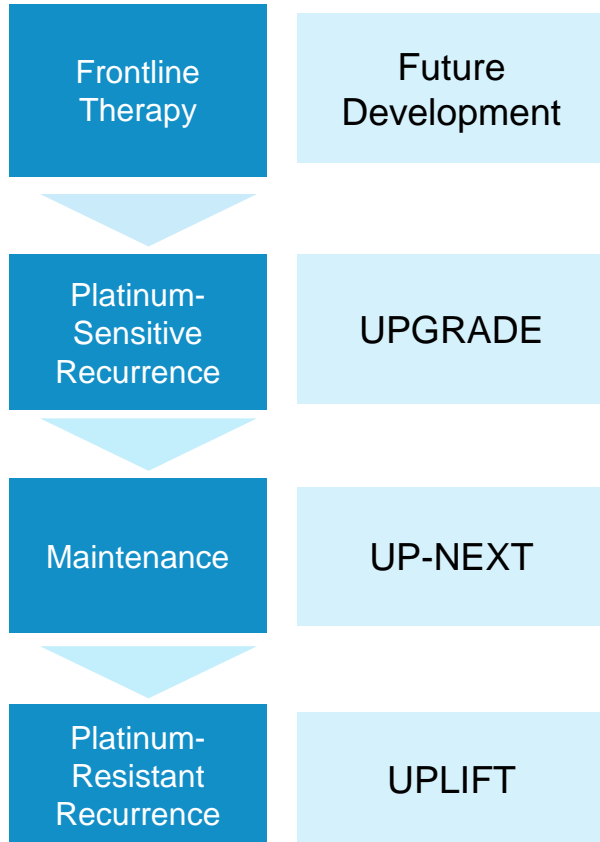 Frontline
Therapy
Future
Development
Platinum-
Sensitive
Recurrence
UPGRADE
Maintenance
UP-NEXT
Platinum-
Resistant
Recurrence
UPLIFT